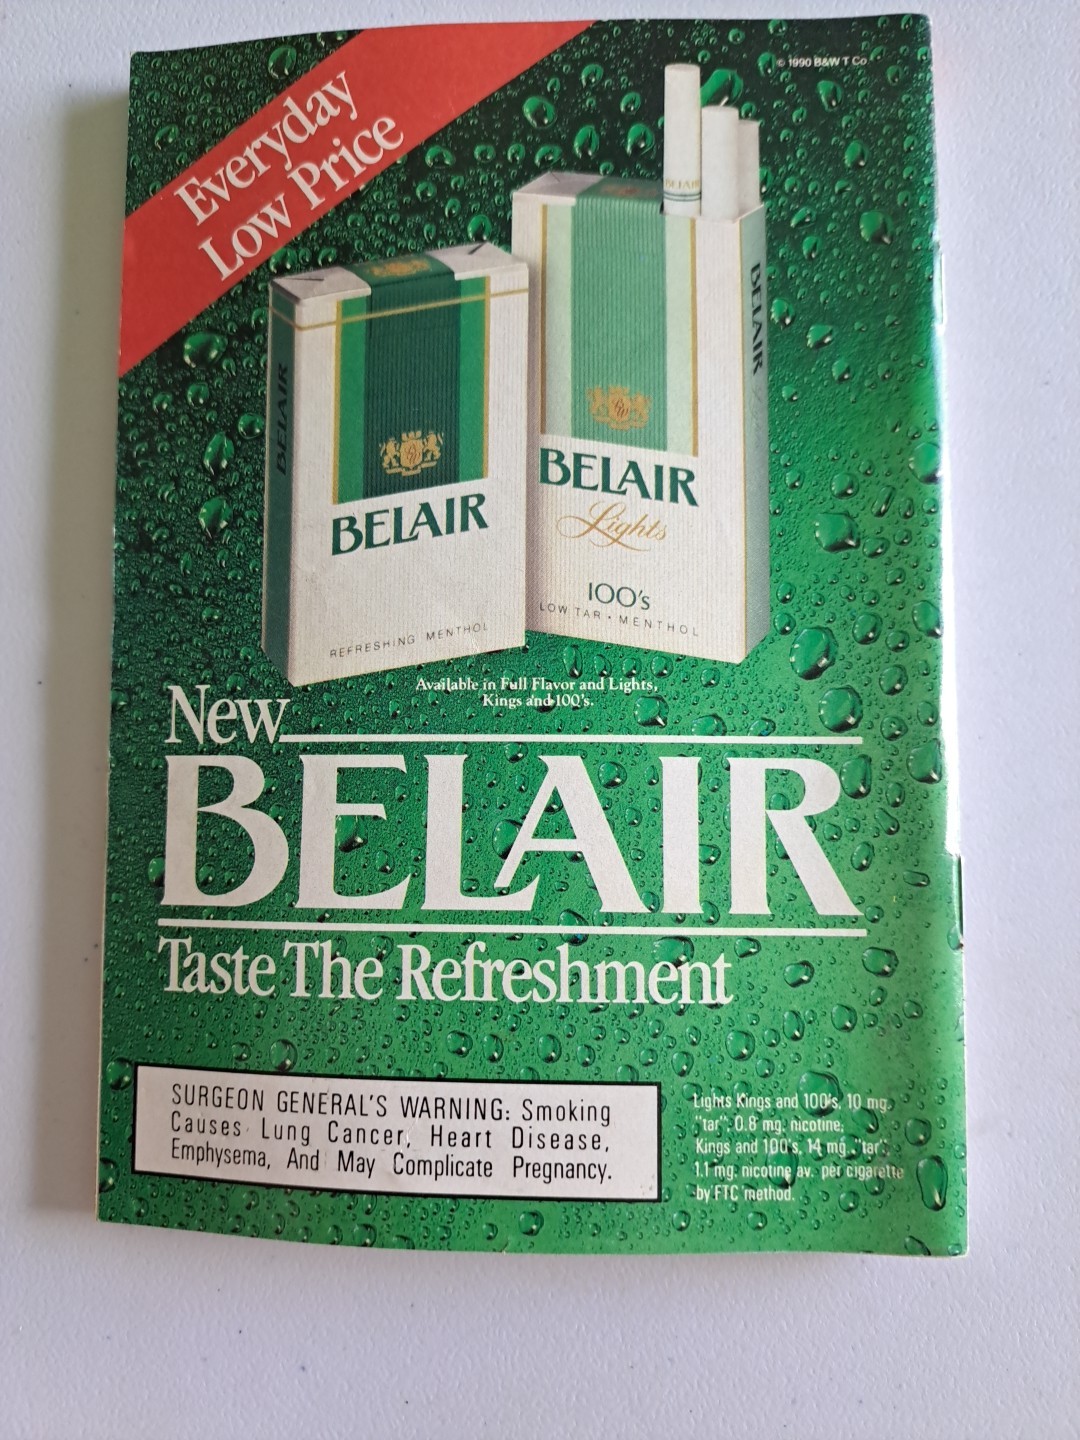 Everyday
Low Price
© 1990 B&W T Co
BELAIR
BELAIR
BELAIR
BELAIR
REFRESHING MENTHOL
BELAIR
Lights
100's
LOW TAR • MENTHOL
Available in Full Flavor and Lights,
Kings and 100's.
New
BELAIR
Taste The Refreshment
SURGEON GENERAL'S WARNING: Smoking
Causes Lung Cancer, Heart Disease,
Emphysema, And May Complicate Pregnancy.
Lights Kings and 100's, 10 mg.
"tar", 0.8 mg. nicotine;
Kings and 100's, 14 mg. "tar",
1.1 mg. nicotine av. per cigarette
by FTC method.